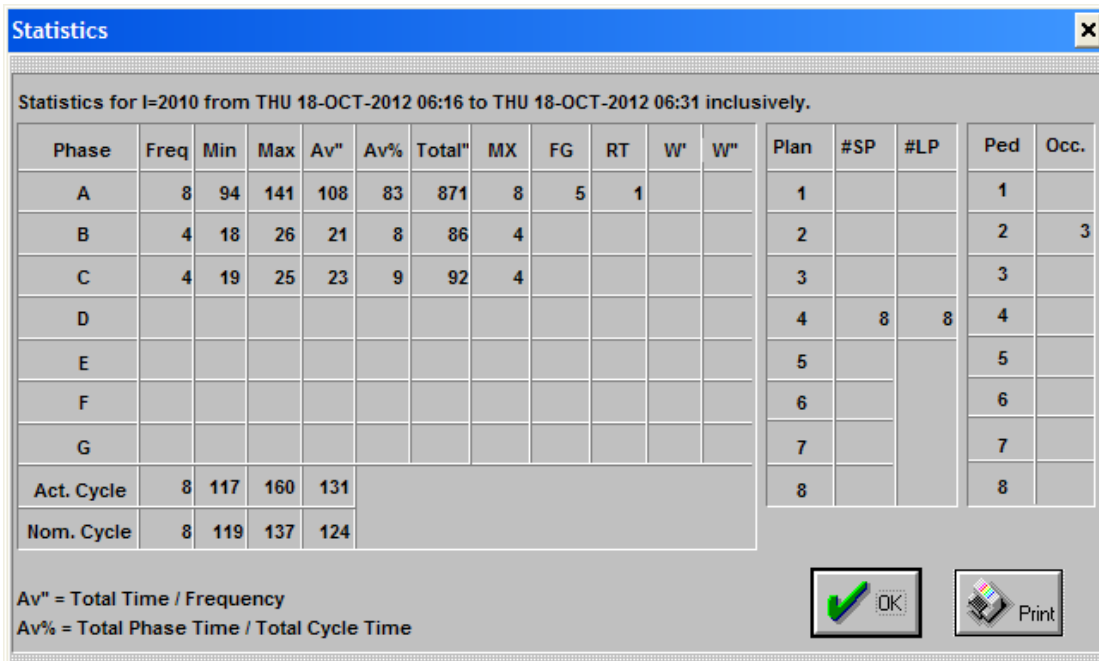 Statistics
Statistics for I=2010 from THU 18-OCT-2012 06:16 to THU 18-OCT-2012 06:31 inclusively.
Phase Freq Min Max Av" Av% Total" MX FG RT W' W" Plan #SP #LP Ped Occ.
A 8 94 141 108 83 871 8 5 1 1 1
B 4 18 26 21 8 86 4 2 2 3
C 4 19 25 23 9 92 4 3 3
D 4 8 8 4
E 5 5
F 6 6
G 7 7
Act. Cycle 8 117 160 131 8 8
Nom. Cycle 8 119 137 124
Av" = Total Time / Frequency
Av% = Total Phase Time / Total Cycle Time
OK Print